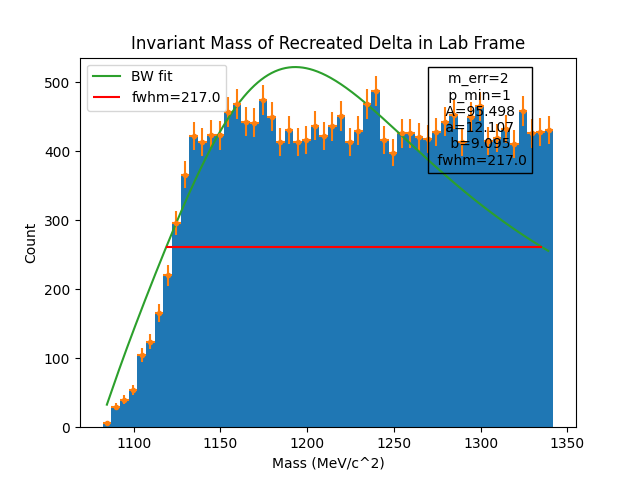 Invariant Mass of Recreated Delta in Lab Frame
BW fit
fwhm=217.0
m_err=2
p_min=1
A=95.498
a=12.107
b=9.095
fwhm=217.0
500
400
300
200
100
0
Count
1100
1150
1200
1250
1300
1350
Mass (MeV/c^2)